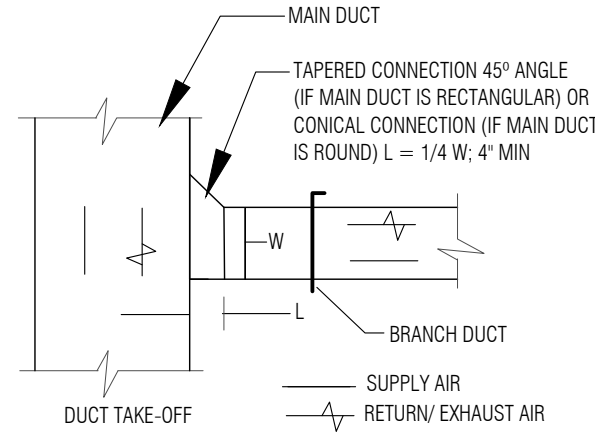 MAIN DUCT
TAPERED CONNECTION 45º ANGLE
(IF MAIN DUCT IS RECTANGULAR) OR
CONICAL CONNECTION (IF MAIN DUCT
IS ROUND) L = 1/4 W; 4" MIN
W
L
BRANCH DUCT
SUPPLY AIR
DUCT TAKE-OFF
RETURN/ EXHAUST AIR